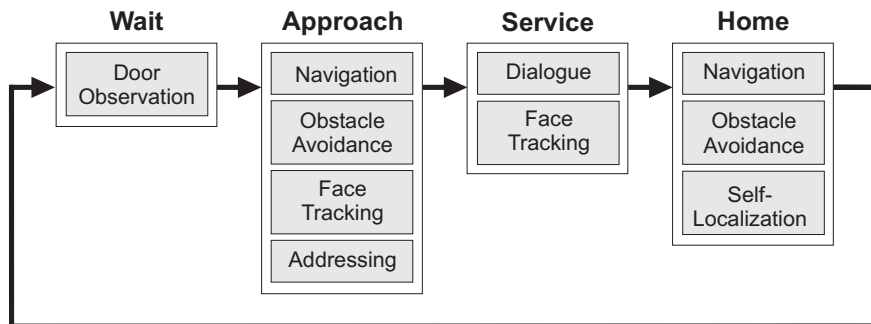 Wait
Door
Observation
Approach
Navigation
Obstacle
Avoidance
Face
Tracking
Addressing
Service
Dialogue
Face
Tracking
Home
Navigation
Obstacle
Avoidance
Self-
Localization